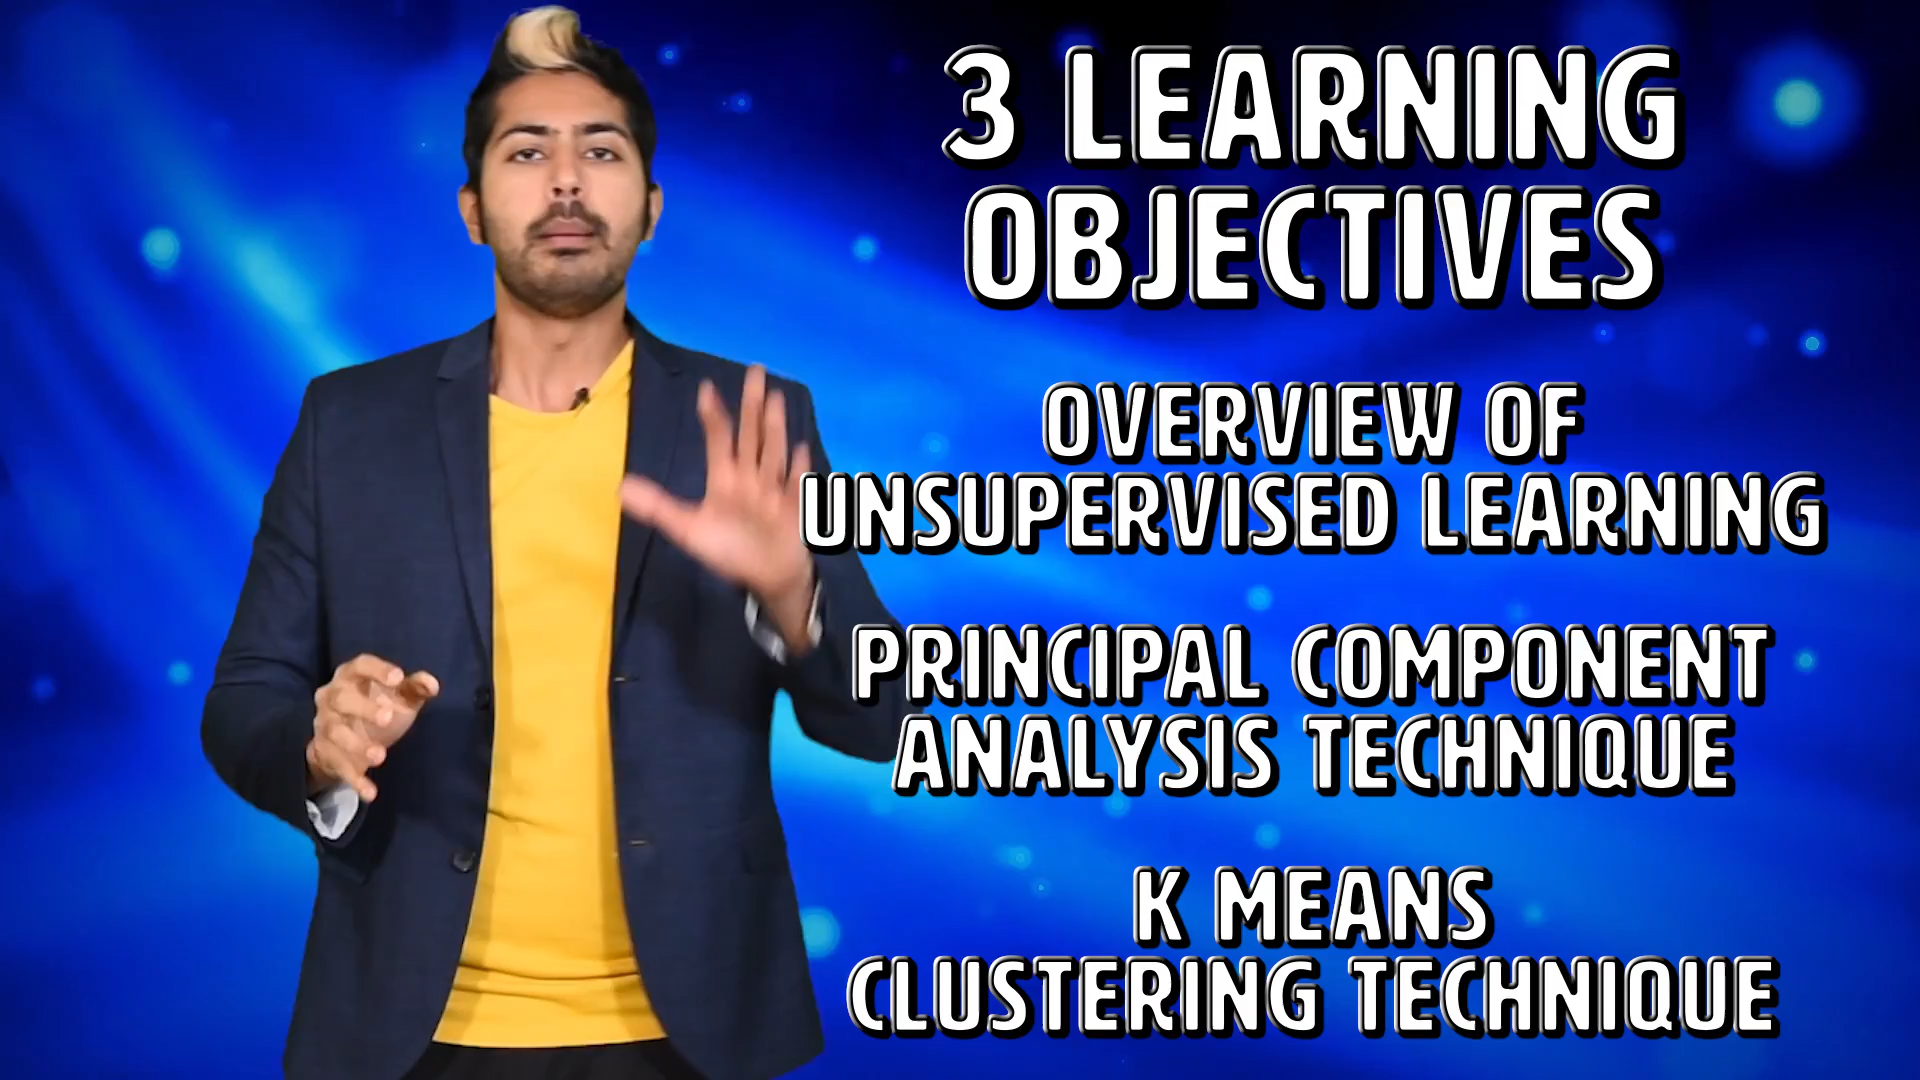 3 LEARNING
OBJECTIVES
OVERVIEW OF
UNSUPERVISED LEARNING
PRINCIPAL COMPONENT
ANALYSIS TECHNIQUE
K MEANS
CLUSTERING TECHNIQUE